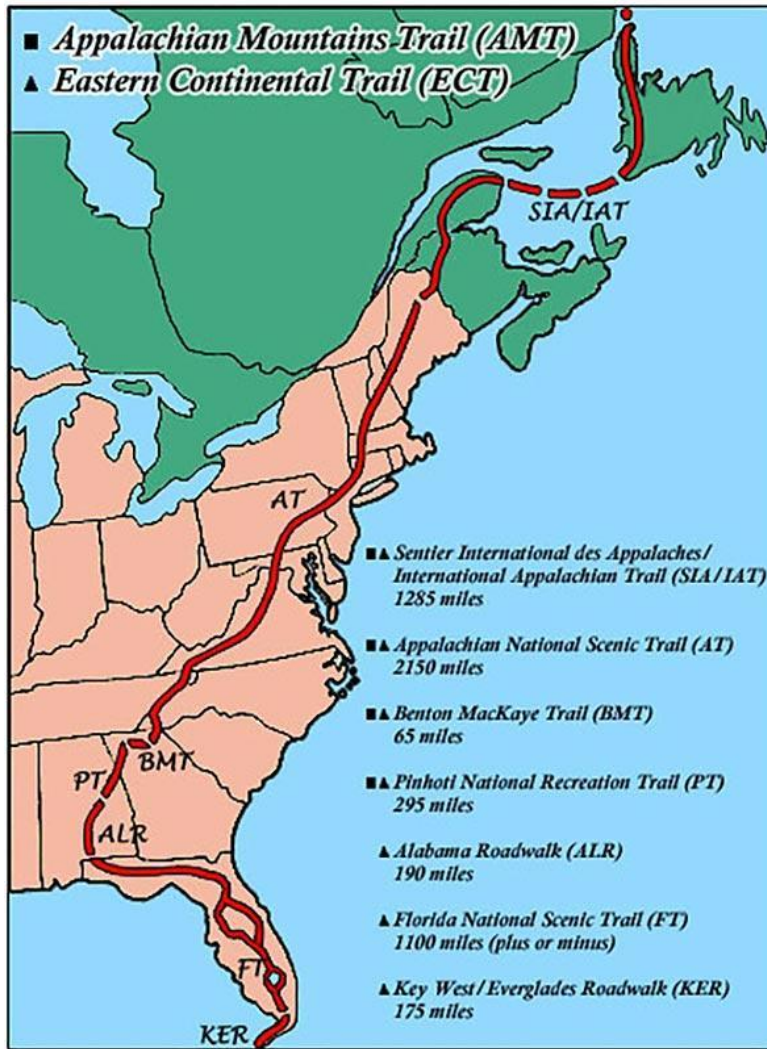 ■ Appalachian Mountains Trail (AMT)
▲ Eastern Continental Trail (ECT)
SIA/IAT
AT
■▲ Sentier International des Appalaches/
International Appalachian Trail (SIA/IAT)
1285 miles
■▲ Appalachian National Scenic Trail (AT)
2150 miles
■▲ Benton MacKaye Trail (BMT)
65 miles
BMT
PT
■▲ Pinhoti National Recreation Trail (PT)
295 miles
ALR
▲ Alabama Roadwalk (ALR)
190 miles
▲ Florida National Scenic Trail (FT)
1100 miles (plus or minus)
FT
▲ Key West/Everglades Roadwalk (KER)
175 miles
KER